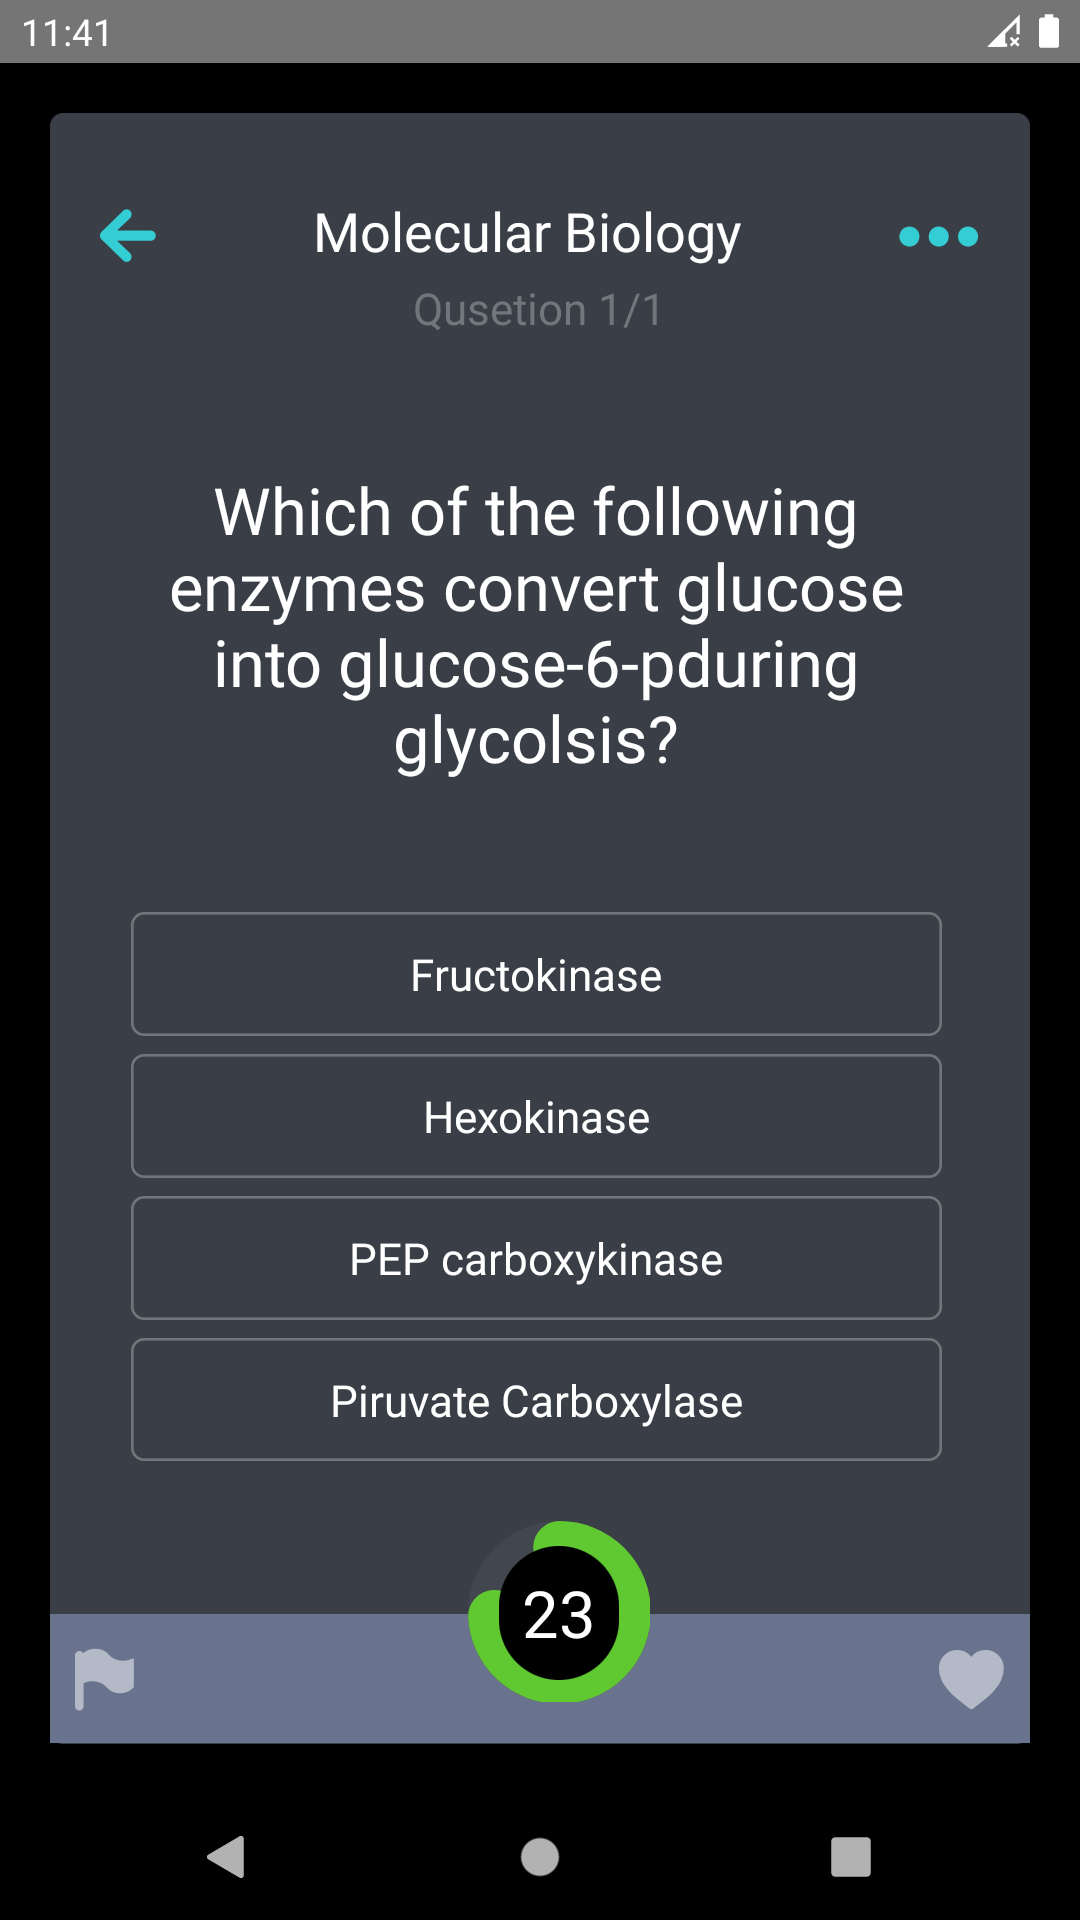 11:41
Molecular Biology
Qusetion 1/1
Which of the following
enzymes convert glucose
into glucose-6-pduring
glycolsis?
Fructokinase
Hexokinase
PEP carboxykinase
Piruvate Carboxylase
23